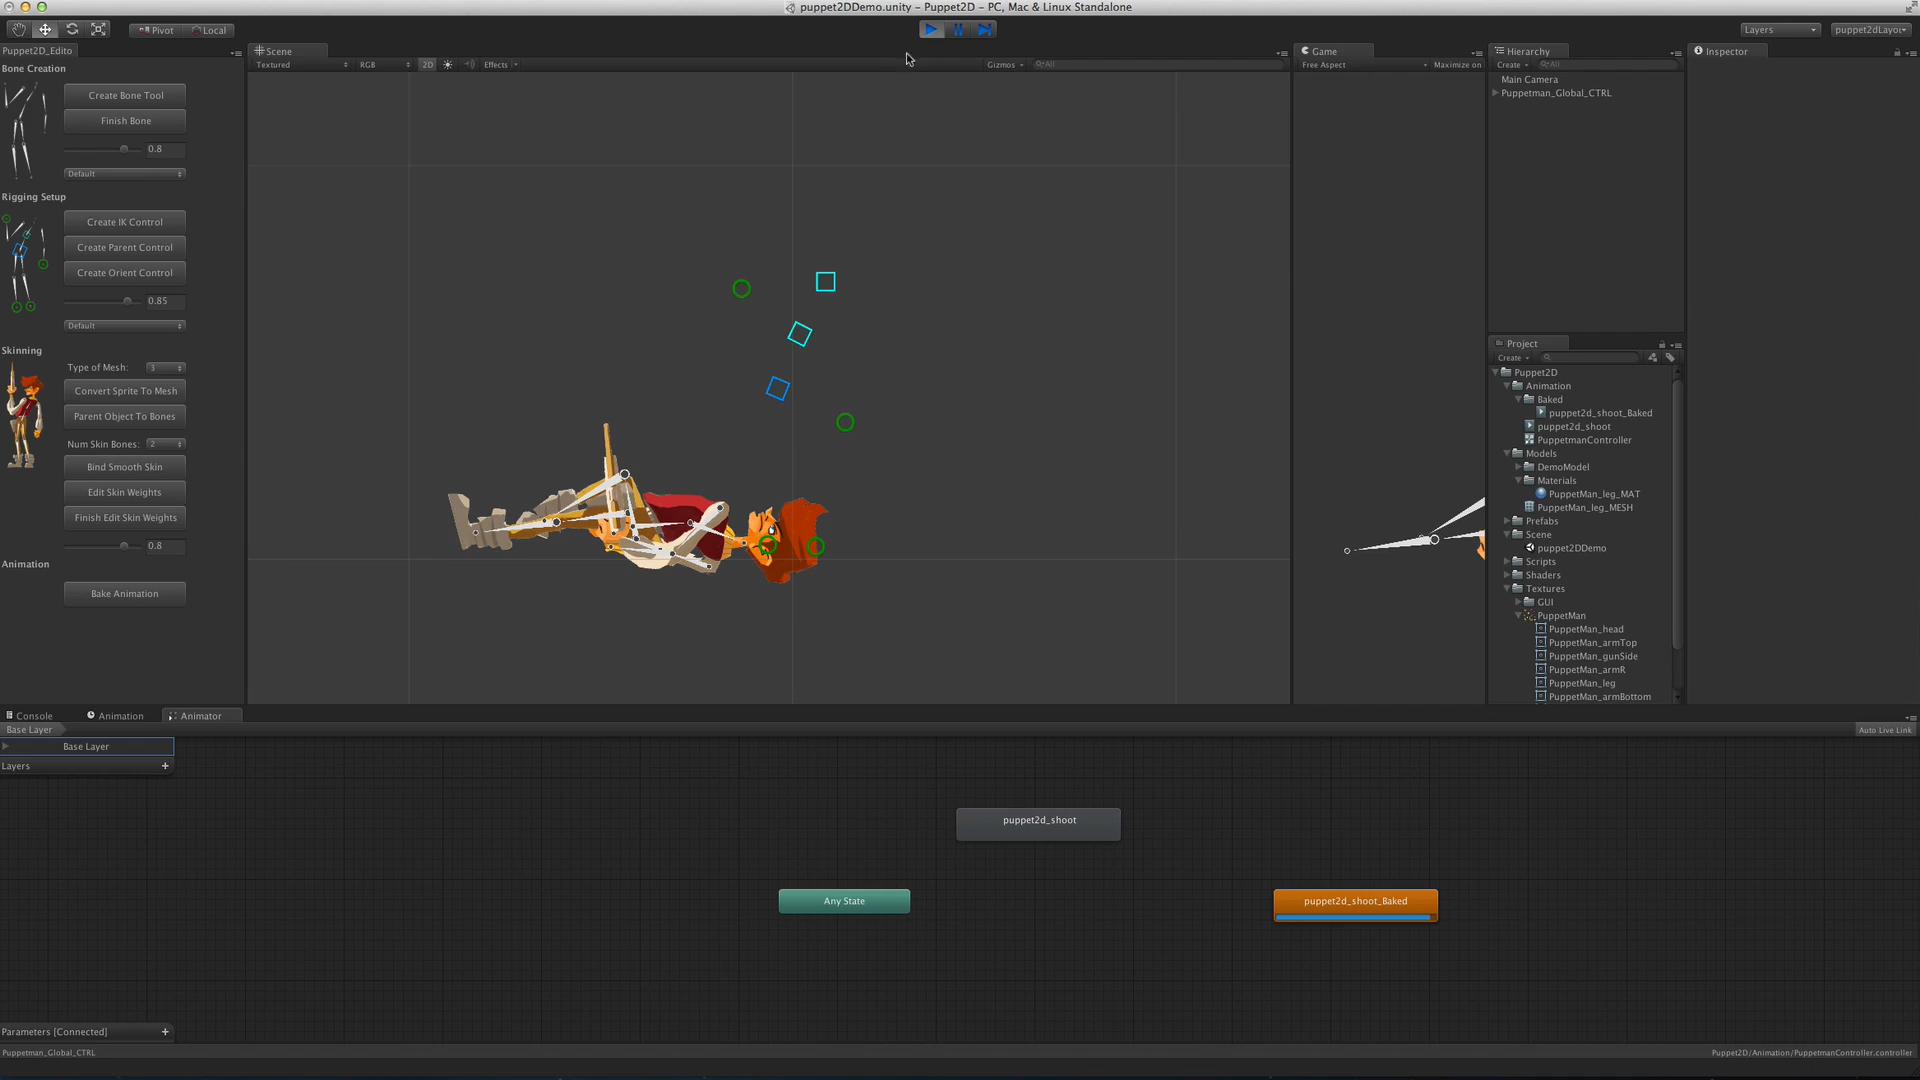 puppet2DDemo.unity - Puppet2D - PC, Mac & Linux Standalone
Pivot
Local
Layers
puppet2dLayou
Puppet2D_Edito
Bone Creation
Create Bone Tool
Finish Bone
0.8
Default
Rigging Setup
Create IK Control
Create Parent Control
Create Orient Control
0.85
Default
Skinning
Type of Mesh:
3
Convert Sprite To Mesh
Parent Object To Bones
Num Skin Bones:
2
Bind Smooth Skin
Edit Skin Weights
Finish Edit Skin Weights
0.8
Animation
Bake Animation
Scene
Textured
RGB
2D
Effects
Gizmos
All
Game
Free Aspect
Maximize on
Hierarchy
Create
All
Main Camera
Puppetman_Global_CTRL
Inspector
Project
Create
Puppet2D
Animation
Baked
puppet2d_shoot_Baked
puppet2d_shoot
PuppetmanController
Models
DemoModel
Materials
PuppetMan_leg_MAT
PuppetMan_leg_MESH
Prefabs
Scene
puppet2DDemo
Scripts
Shaders
Textures
GUI
PuppetMan
PuppetMan_head
PuppetMan_armTop
PuppetMan_gunSide
PuppetMan_armR
PuppetMan_leg
PuppetMan_armBottom
Console
Animation
Animator
Base Layer
Auto Live Link
Base Layer
Layers
puppet2d_shoot
Any State
puppet2d_shoot_Baked
Parameters [Connected]
Puppetman_Global_CTRL
Puppet2D/Animation/PuppetmanController.controller